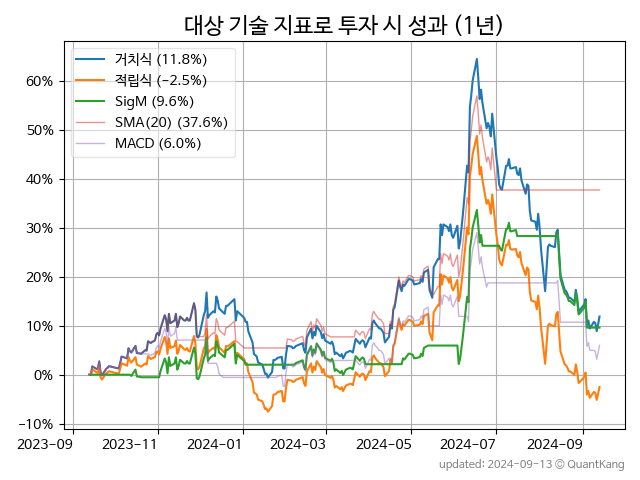 대상 기술 지표로 투자 시 성과 (1년)
거치식 (11.8%)
적립식 (−2.5%)
SigM (9.6%)
SMA(20) (37.6%)
MACD (6.0%)
60%
50%
40%
30%
20%
10%
0%
−10%
2023-09 2023-11 2024-01 2024-03 2024-05 2024-07 2024-09
updated: 2024-09-13 © QuantKang